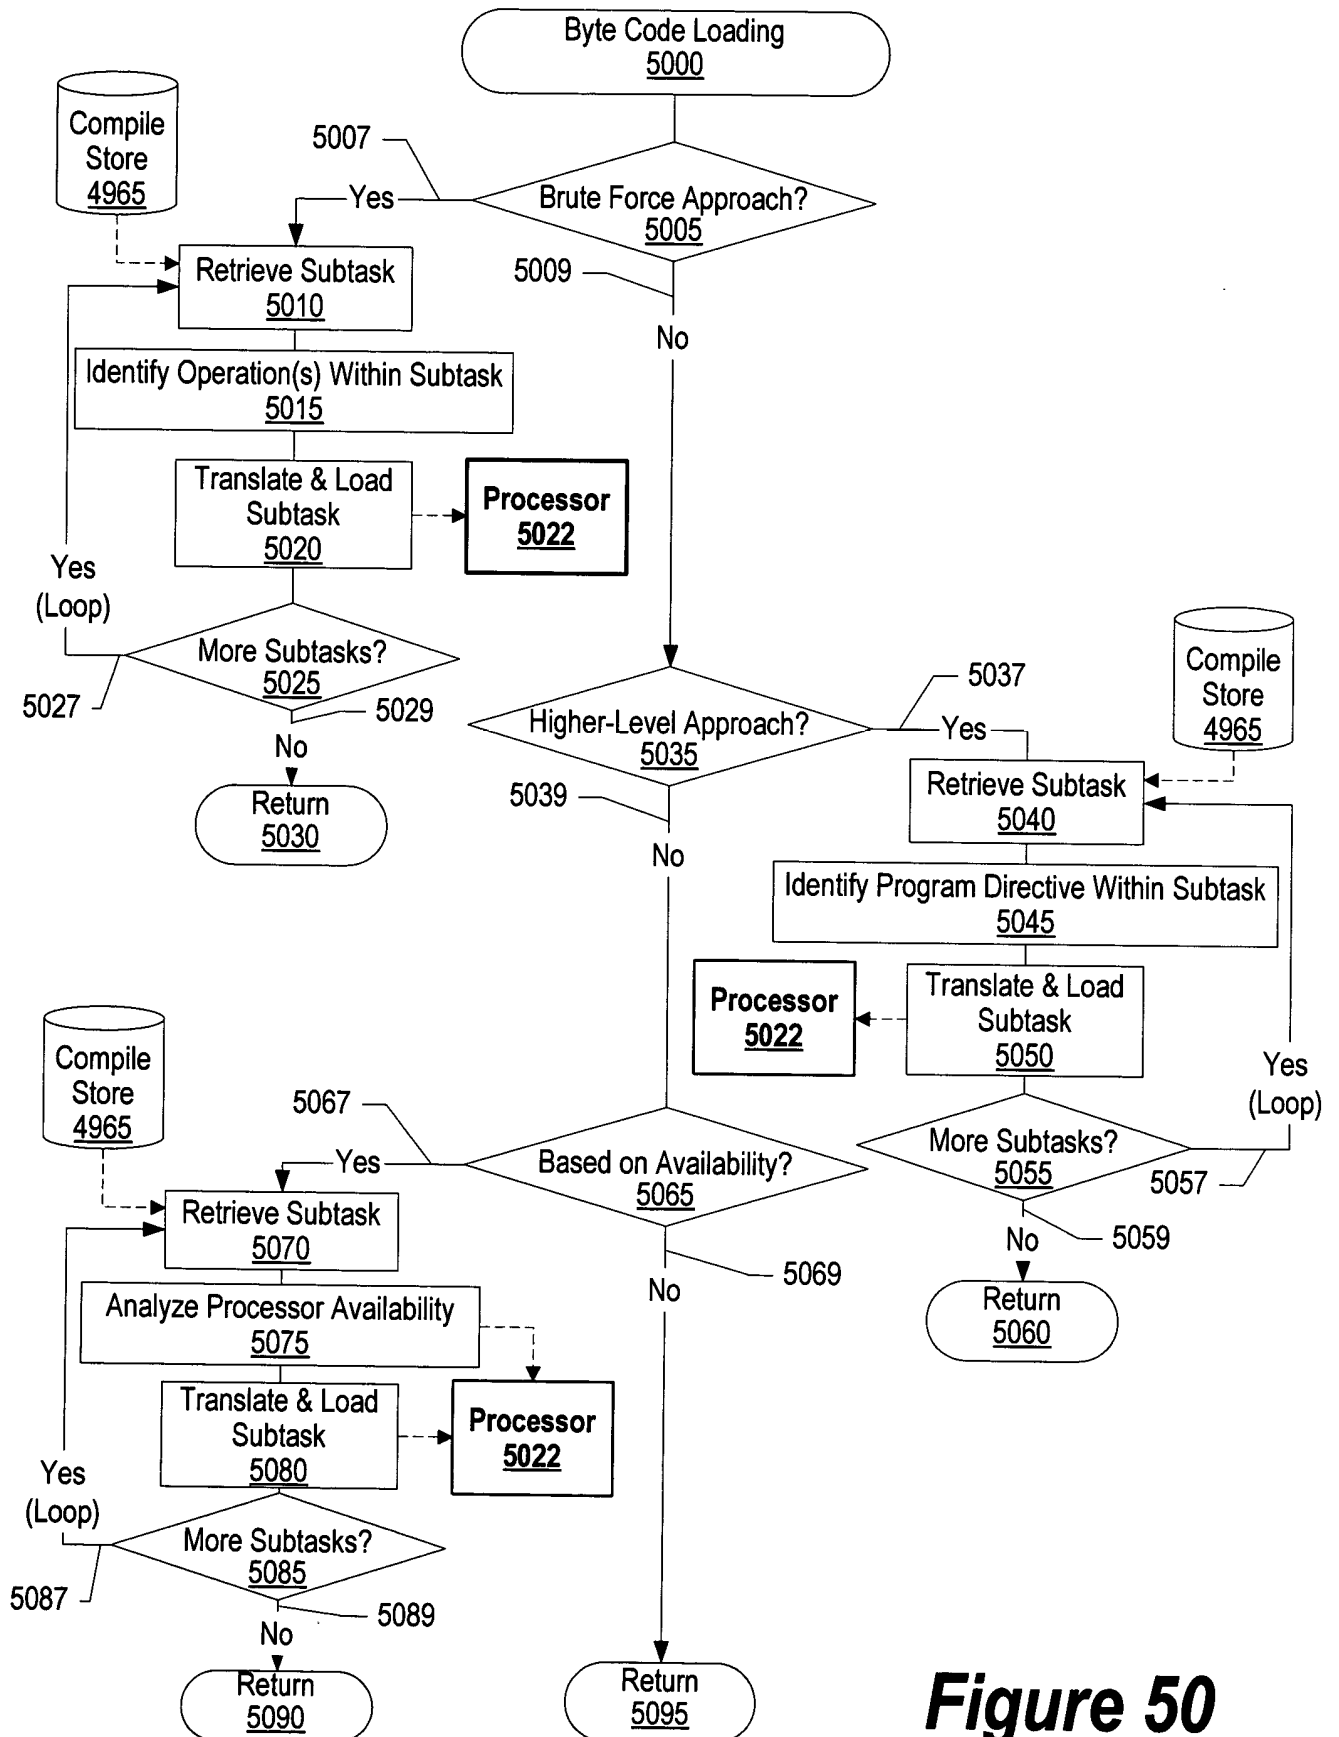 Byte Code Loading
5000
Compile
Store
4965
5007
Yes
Brute Force Approach?
5005
5009
No
Retrieve Subtask
5010
Identify Operation(s) Within Subtask
5015
Translate & Load
Subtask
5020
Processor
5022
Yes
(Loop)
More Subtasks?
5025
5027
5029
No
Return
5030
Higher-Level Approach?
5035
5037
Yes
5039
No
Compile
Store
4965
Retrieve Subtask
5040
Identify Program Directive Within Subtask
5045
Translate & Load
Subtask
5050
Processor
5022
Yes
(Loop)
More Subtasks?
5055
5057
5059
No
Return
5060
Compile
Store
4965
5067
Yes
Based on Availability?
5065
5069
No
Retrieve Subtask
5070
Analyze Processor Availability
5075
Translate & Load
Subtask
5080
Processor
5022
Yes
(Loop)
More Subtasks?
5085
5087
5089
No
Return
5090
Return
5095
Figure 50